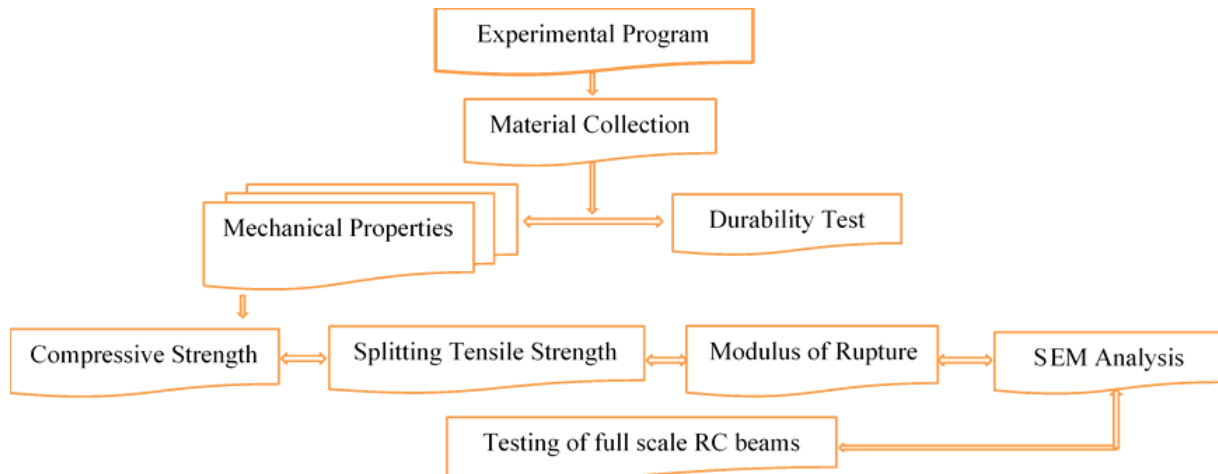 Experimental Program
Material Collection
Mechanical Properties
Durability Test
Compressive Strength
Splitting Tensile Strength
Modulus of Rupture
SEM Analysis
Testing of full scale RC beams